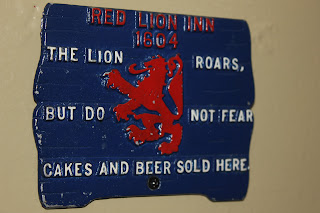 RED LION INN
1604
THE LION ROARS,
BUT DO NOT FEAR
CAKES AND BEER SOLD HERE.